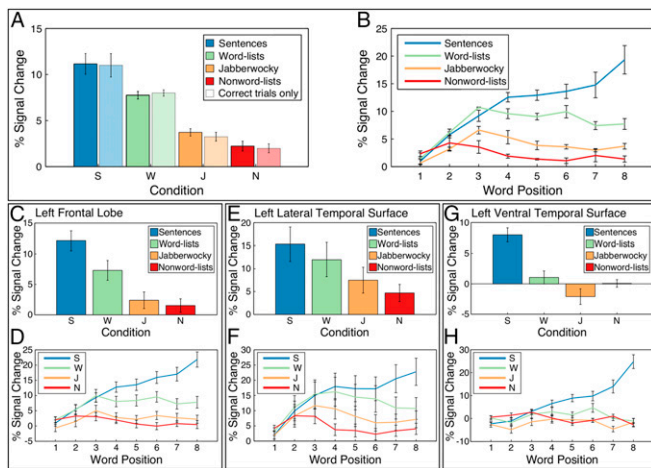 A
% Signal Change
15
10
5
0
Sentences
Word-lists
Jabberwocky
Nonword-lists
Correct trials only
S W J N
Condition
B
% Signal Change
25
20
15
10
5
0
Sentences
Word-lists
Jabberwocky
Nonword-lists
1 2 3 4 5 6 7 8
Word Position
C Left Frontal Lobe
% Signal Change
15
10
5
0
Sentences
Word-lists
Jabberwocky
Nonword-lists
S W J N
Condition
E Left Lateral Temporal Surface
% Signal Change
20
15
10
5
0
Sentences
Word-lists
Jabberwocky
Nonword-lists
S W J N
Condition
G Left Ventral Temporal Surface
% Signal Change
10
5
0
-5
Sentences
Word-lists
Jabberwocky
Nonword-lists
S W J N
Condition
D
% Signal Change
25
20
15
10
5
0
-5
S
W
J
N
1 2 3 4 5 6 7 8
Word Position
F
% Signal Change
30
25
20
15
10
5
0
S
W
J
N
1 2 3 4 5 6 7 8
Word Position
H
% Signal Change
30
20
10
0
-10
S
W
J
N
1 2 3 4 5 6 7 8
Word Position